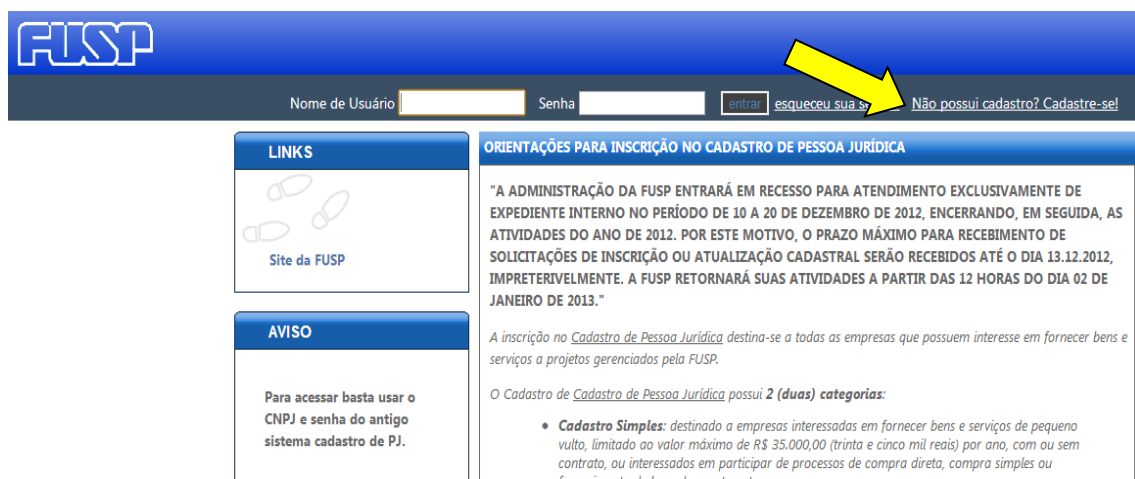 FUSP
Nome de Usuário
Senha
entrar
esqueceu sua
Não possui cadastro? Cadastre-se!
LINKS
Site da FUSP
AVISO
Para acessar basta usar o
CNPJ e senha do antigo
sistema cadastro de PJ.
ORIENTAÇÕES PARA INSCRIÇÃO NO CADASTRO DE PESSOA JURÍDICA
"A ADMINISTRAÇÃO DA FUSP ENTRARÁ EM RECESSO PARA ATENDIMENTO EXCLUSIVAMENTE DE
EXPEDIENTE INTERNO NO PERÍODO DE 10 A 20 DE DEZEMBRO DE 2012, ENCERRANDO, EM SEGUIDA, AS
ATIVIDADES DO ANO DE 2012. POR ESTE MOTIVO, O PRAZO MÁXIMO PARA RECEBIMENTO DE
SOLICITAÇÕES DE INSCRIÇÃO OU ATUALIZAÇÃO CADASTRAL SERÃO RECEBIDOS ATÉ O DIA 13.12.2012,
IMPRETERIVELMENTE. A FUSP RETORNARÁ SUAS ATIVIDADES A PARTIR DAS 12 HORAS DO DIA 02 DE
JANEIRO DE 2013."
A inscrição no Cadastro de Pessoa Jurídica destina-se a todas as empresas que possuem interesse em fornecer bens e
serviços a projetos gerenciados pela FUSP.
O Cadastro de Cadastro de Pessoa Jurídica possui 2 (duas) categorias:
• Cadastro Simples: destinado a empresas interessadas em fornecer bens e serviços de pequeno
vulto, limitado ao valor máximo de R$ 35.000,00 (trinta e cinco mil reais) por ano, com ou sem
contrato, ou interessados em participar de processos de compra direta, compra simples ou